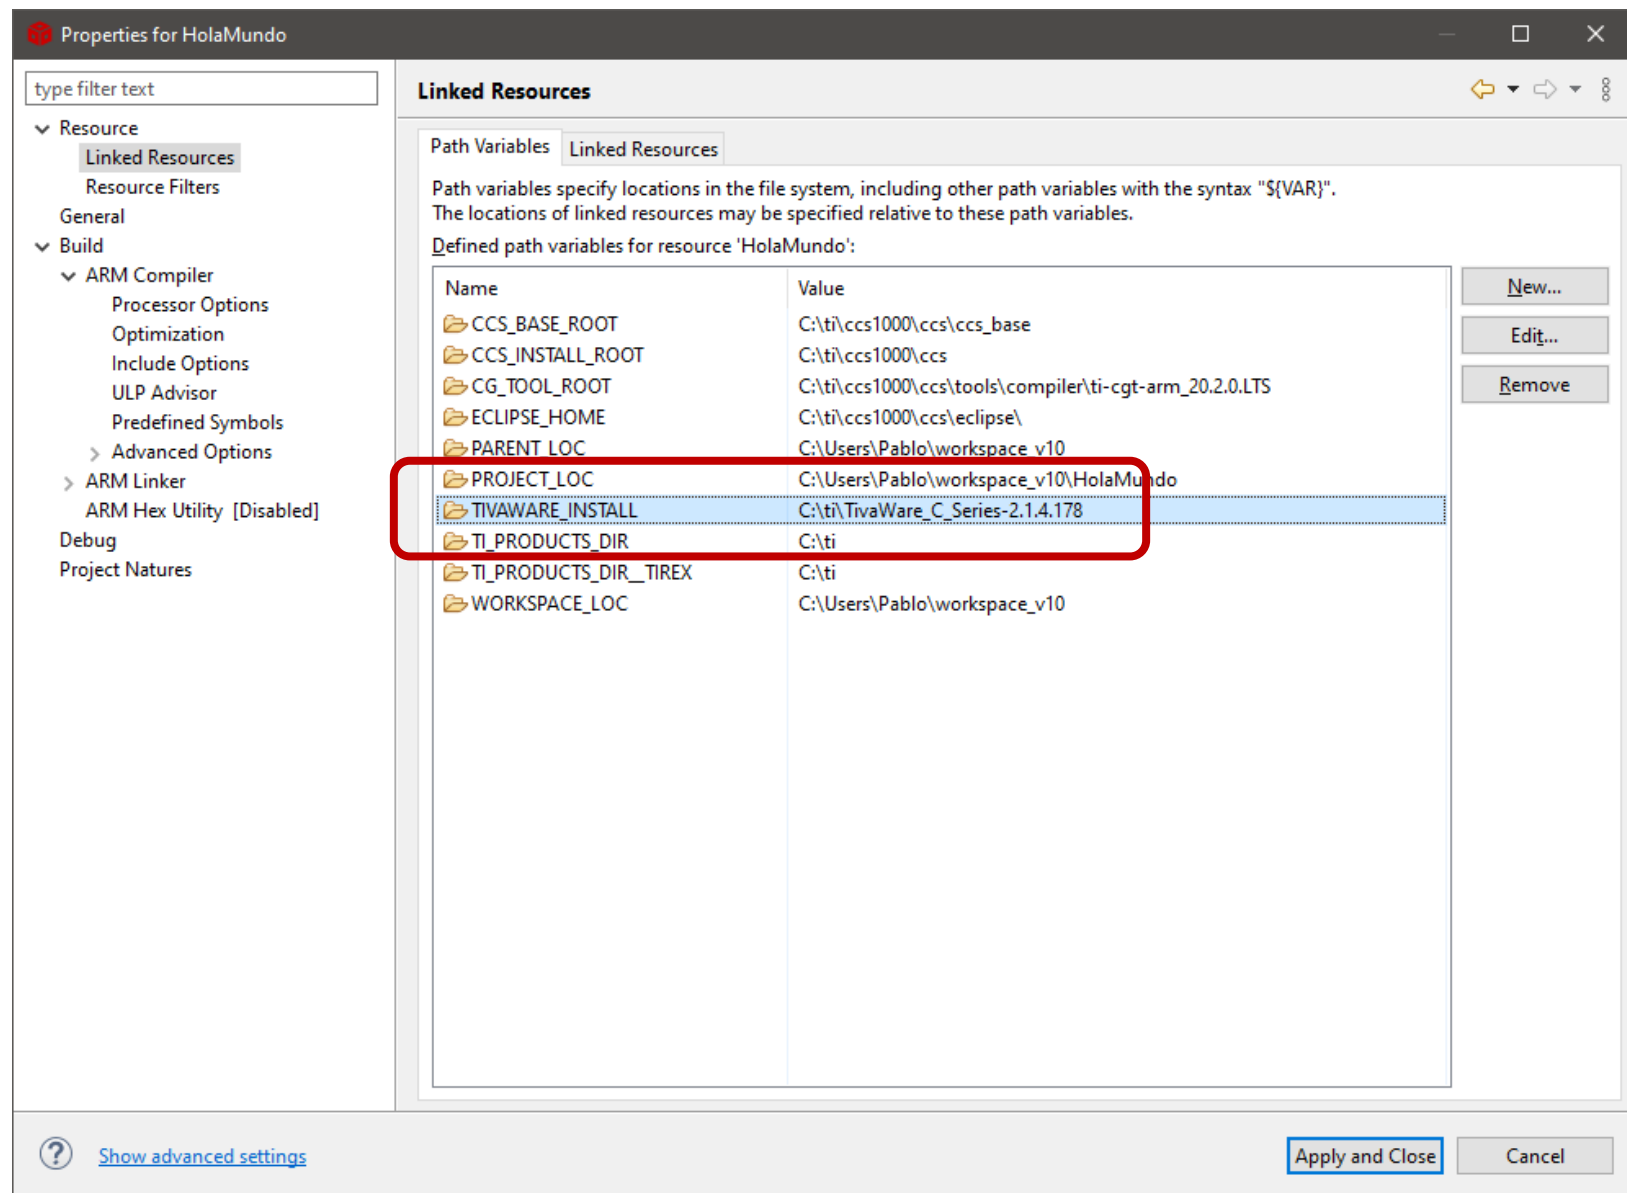 Properties for HolaMundo
type filter text
Resource
Linked Resources
Resource Filters
General
Build
ARM Compiler
Processor Options
Optimization
Include Options
ULP Advisor
Predefined Symbols
Advanced Options
ARM Linker
ARM Hex Utility [Disabled]
Debug
Project Natures
Linked Resources
Path Variables Linked Resources
Path variables specify locations in the file system, including other path variables with the syntax "${VAR}".
The locations of linked resources may be specified relative to these path variables.
Defined path variables for resource 'HolaMundo':
Name Value
CCS_BASE_ROOT C:\ti\ccs1000\ccs\ccs_base
CCS_INSTALL_ROOT C:\ti\ccs1000\ccs
CG_TOOL_ROOT C:\ti\ccs1000\ccs\tools\compiler\ti-cgt-arm_20.2.0.LTS
ECLIPSE_HOME C:\ti\ccs1000\ccs\eclipse\
PARENT_LOC C:\Users\Pablo\workspace_v10
PROJECT_LOC C:\Users\Pablo\workspace_v10\HolaMundo
TIVAWARE_INSTALL C:\ti\TivaWare_C_Series-2.1.4.178
TI_PRODUCTS_DIR C:\ti
TI_PRODUCTS_DIR__TIREX C:\ti
WORKSPACE_LOC C:\Users\Pablo\workspace_v10
New...
Edit...
Remove
Show advanced settings
Apply and Close
Cancel